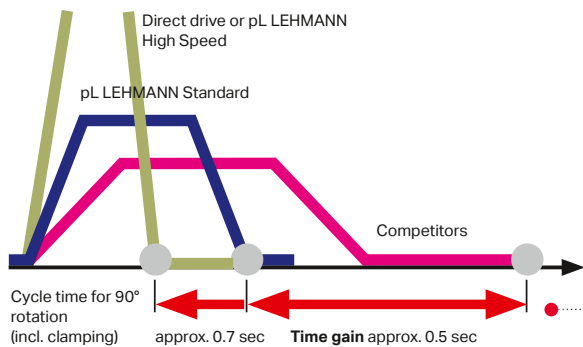 Direct drive or pL LEHMANN
High Speed
pL LEHMANN Standard
Competitors
Cycle time for 90°
rotation
(incl. clamping)
approx. 0.7 sec
Time gain approx. 0.5 sec